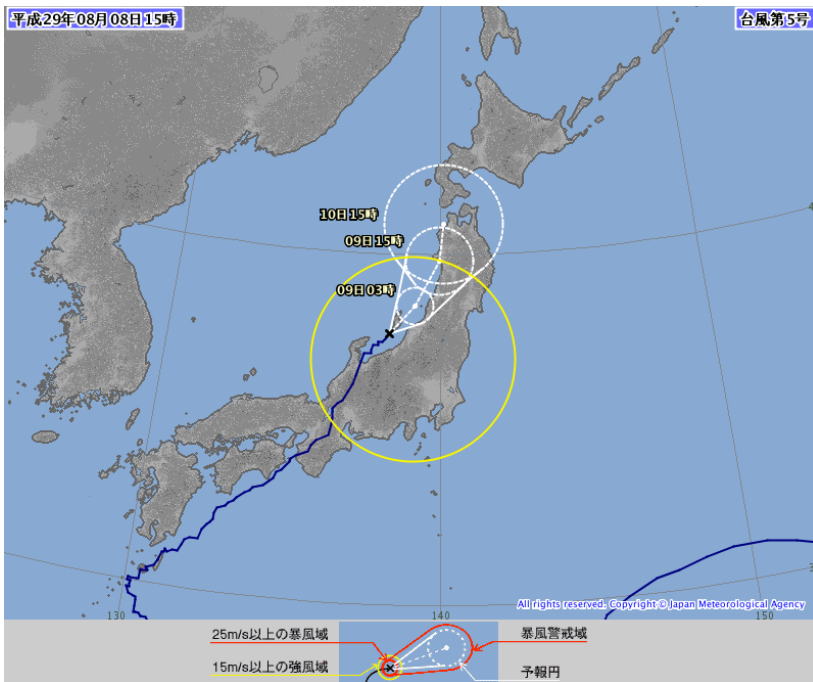 平成29年08月08日15時
台風第5号
10日15時
09日15時
09日03時
130
140
All rights reserved. Copyright © Japan Meteorological Agency
25m/s以上の暴風域
暴風警戒域
15m/s以上の強風域
予報円